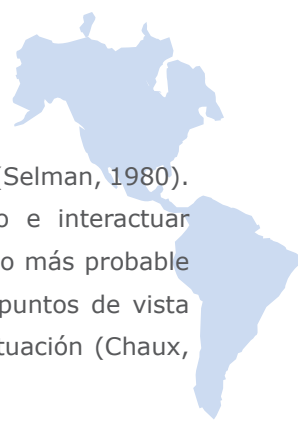 (Selman, 1980).
o e interactuar
o más probable
puntos de vista
tuación (Chaux,